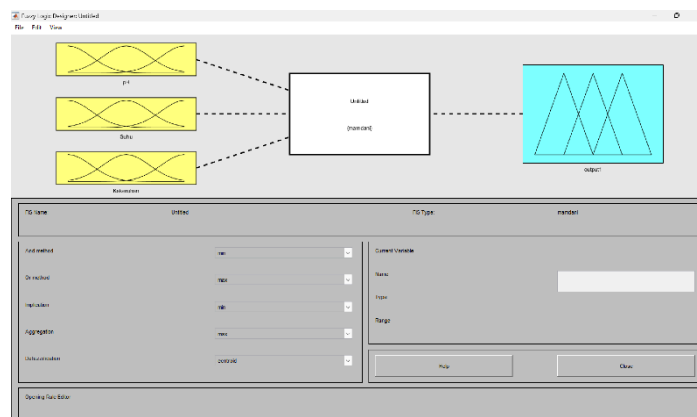 Fuzzy Logic Designer: Untitled
File Edit View
pH
Suhu
Kekeruhan
Untitled
(mamdani)
output1
FIS Name: Untitled FIS Type: mamdani
And method min
Or method max
Implication min
Aggregation max
Defuzzification centroid
Current Variable
Name
Type
Range
Help Close
Opening Rule Editor